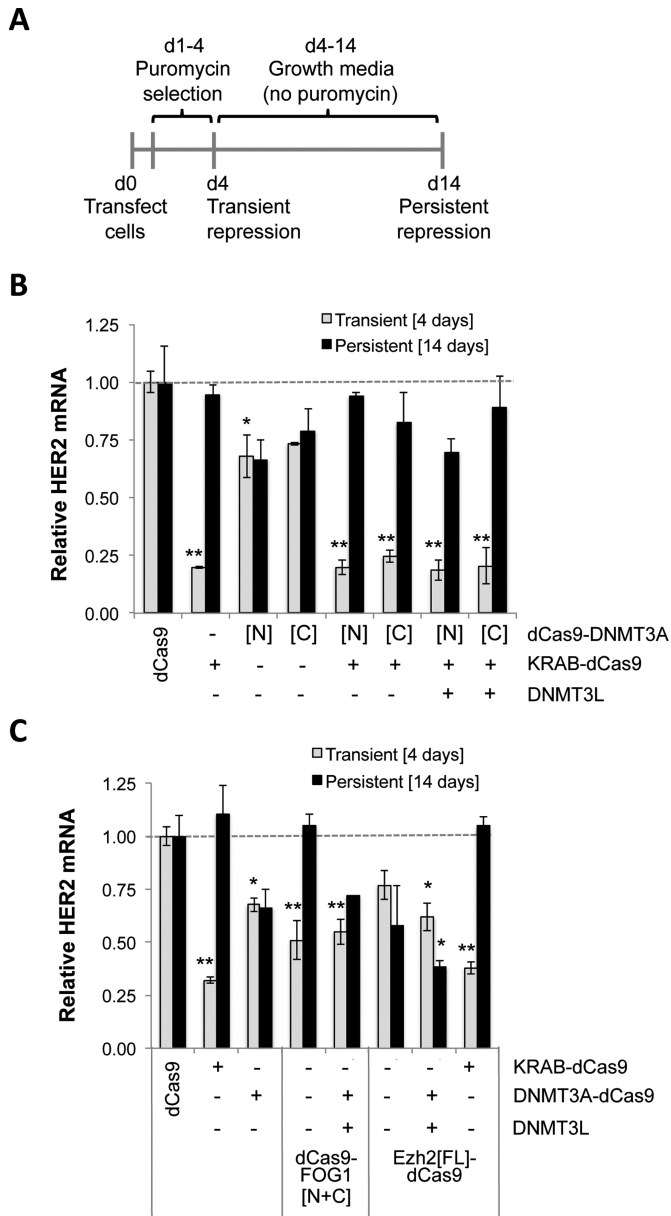 A
d1-4
Puromycin
selection
d4-14
Growth media
(no puromycin)
d0
Transfect
cells
d4
Transient
repression
d14
Persistent
repression
B
Transient [4 days]
Persistent [14 days]
Relative HER2 mRNA
1.25
1.00
0.75
0.50
0.25
0.00
** * ** ** ** **
dCas9
- [N] [C] [N] [C] [N] [C] dCas9-DNMT3A
+ - - + + + + KRAB-dCas9
- - - - - + + DNMT3L
C
Transient [4 days]
Persistent [14 days]
Relative HER2 mRNA
1.25
1.00
0.75
0.50
0.25
0.00
** * ** ** * * **
dCas9
+ - - - - - + KRAB-dCas9
- + - + - + - DNMT3A-dCas9
- - - + - + - DNMT3L
dCas9-
FOG1
[N+C]
Ezh2[FL]-
dCas9